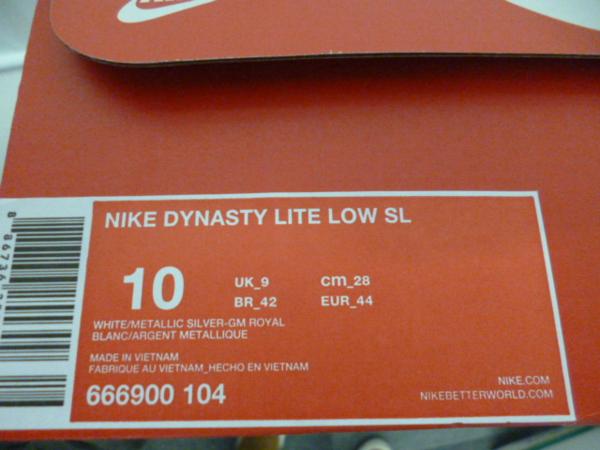 NIKE DYNASTY LITE LOW SL
10
UK_9 cm_28
BR_42 EUR_44
WHITE/METALLIC SILVER-GM ROYAL
BLANC/ARGENT METALLIQUE
MADE IN VIETNAM
FABRIQUE AU VIETNAM_HECHO EN VIETNAM
666900 104
NIKE.COM
NIKEBETTERWORLD.COM